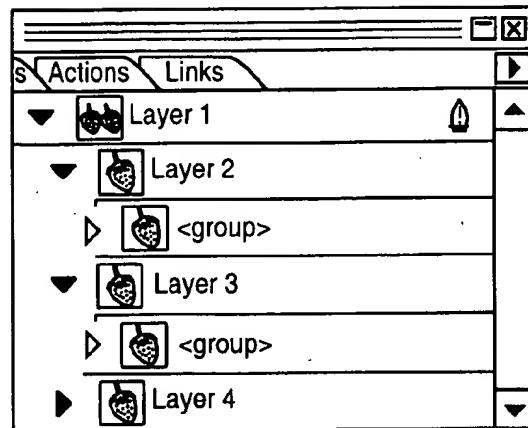 s Actions Links
Layer 1
Layer 2
<group>
Layer 3
<group>
Layer 4